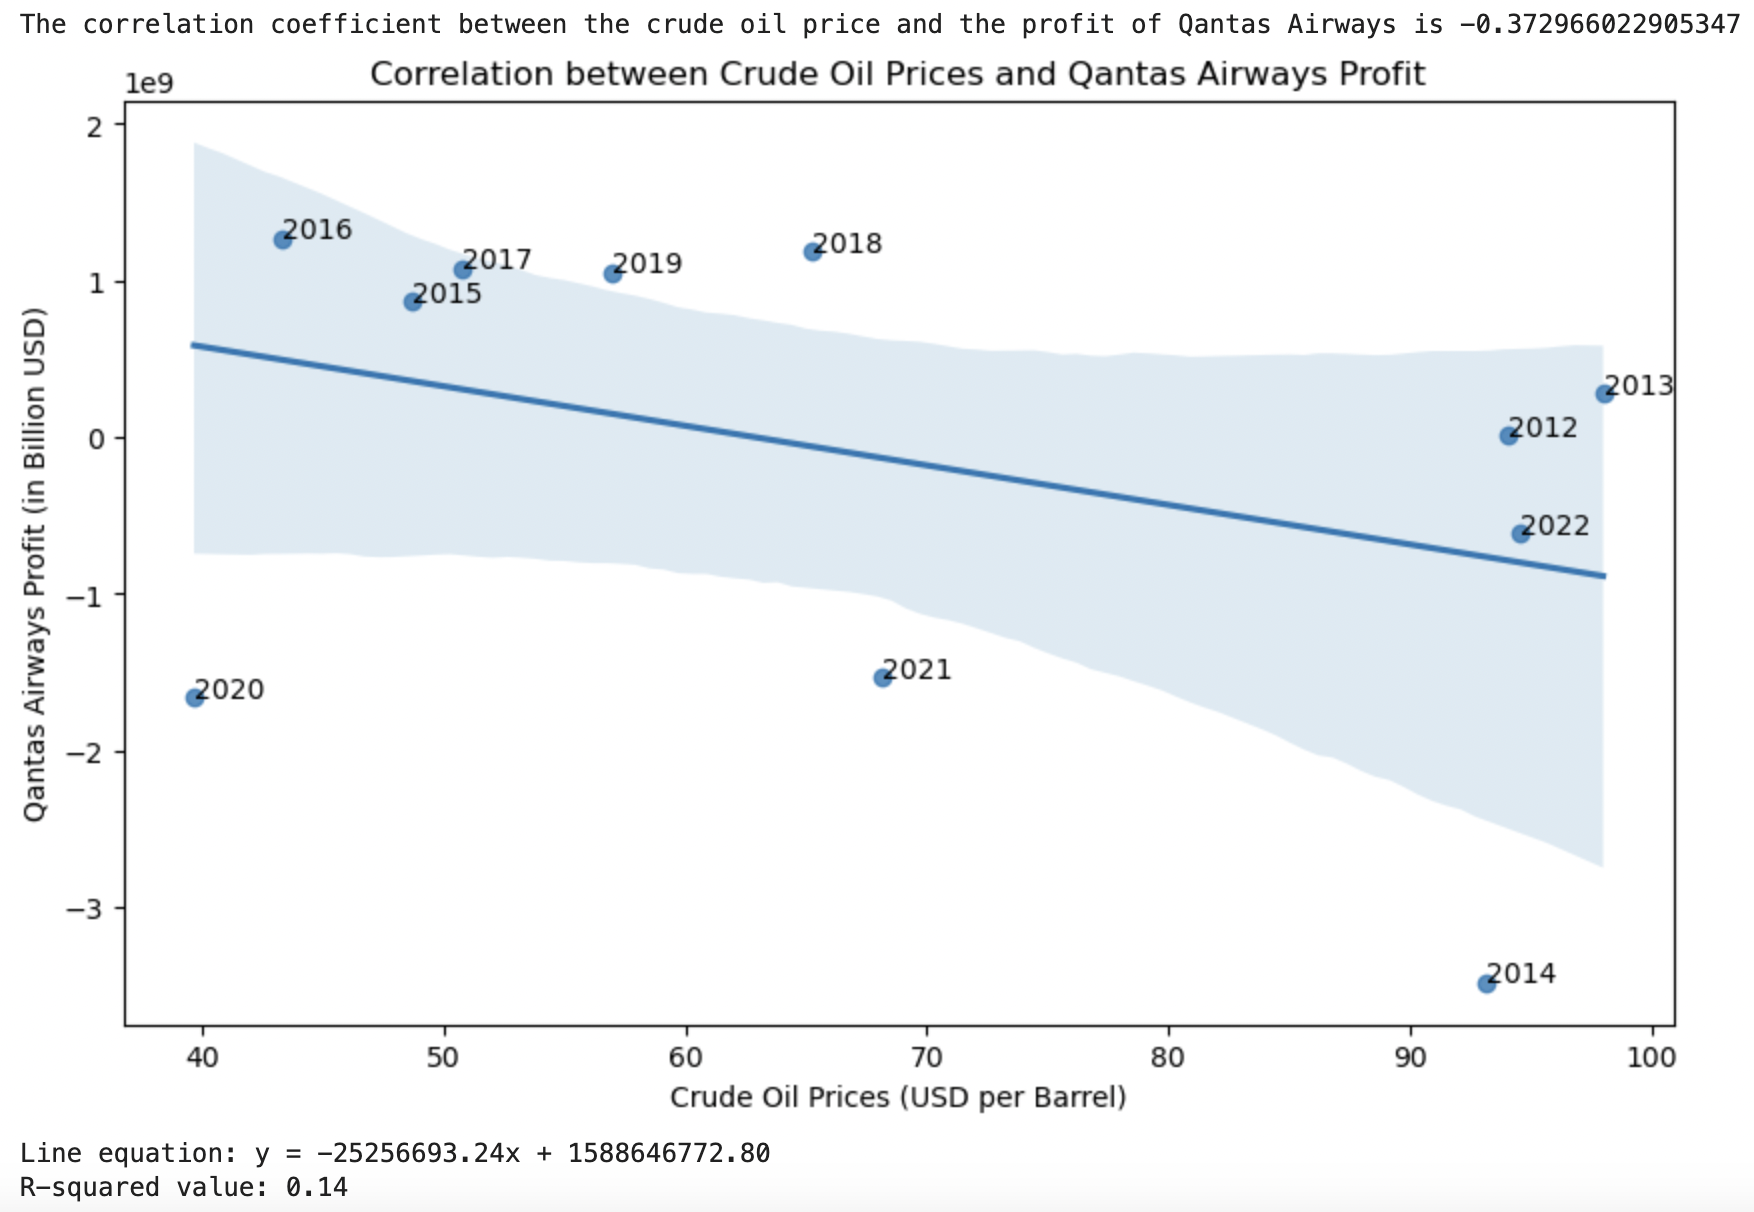 The correlation coefficient between the crude oil price and the profit of Qantas Airways is -0.372966022905347
Correlation between Crude Oil Prices and Qantas Airways Profit
1e9
2
1
0
−1
−2
−3
Qantas Airways Profit (in Billion USD)
2016
2017
2015
2019
2018
2013
2012
2022
2021
2020
2014
40 50 60 70 80 90 100
Crude Oil Prices (USD per Barrel)
Line equation: y = -25256693.24x + 1588646772.80
R-squared value: 0.14